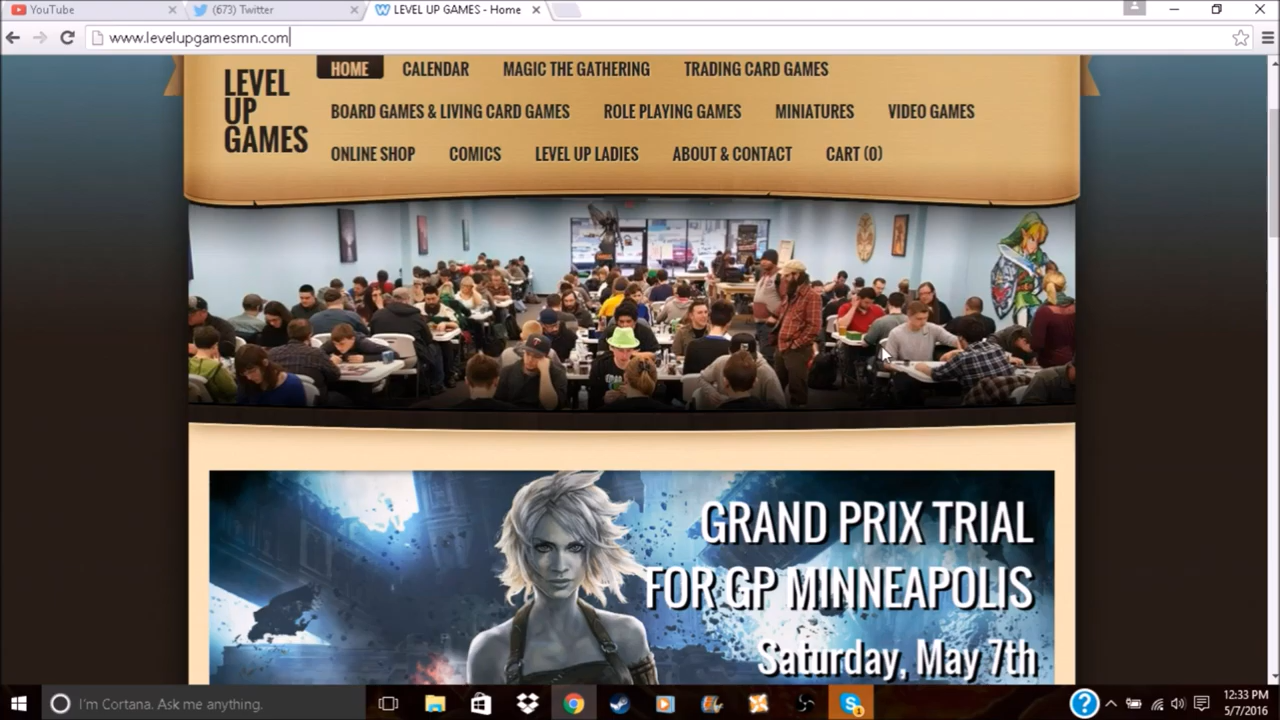 YouTube
(673) Twitter
LEVEL UP GAMES - Home
www.levelupgamesmn.com
LEVEL
UP
GAMES
HOME CALENDAR MAGIC THE GATHERING TRADING CARD GAMES
BOARD GAMES & LIVING CARD GAMES ROLE PLAYING GAMES MINIATURES VIDEO GAMES
ONLINE SHOP COMICS LEVEL UP LADIES ABOUT & CONTACT CART (0)
GRAND PRIX TRIAL
FOR GP MINNEAPOLIS
Saturday, May 7th
I'm Cortana. Ask me anything.
1
12:33 PM
5/7/2016